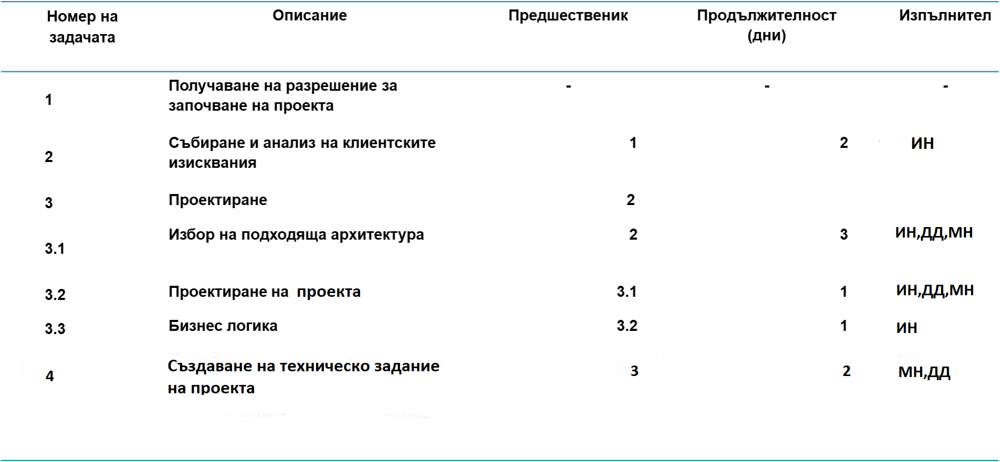 Номер на задачата Описание Предшественик Продължителност (дни) Изпълнител
1 Получаване на разрешение за започване на проекта - - -
2 Събиране и анализ на клиентските изисквания 1 2 ИН
3 Проектиране 2
3.1 Избор на подходяща архитектура 2 3 ИН,ДД,МН
3.2 Проектиране на проекта 3.1 1 ИН,ДД,МН
3.3 Бизнес логика 3.2 1 ИН
4 Създаване на техническо задание на проекта 3 2 МН,ДД